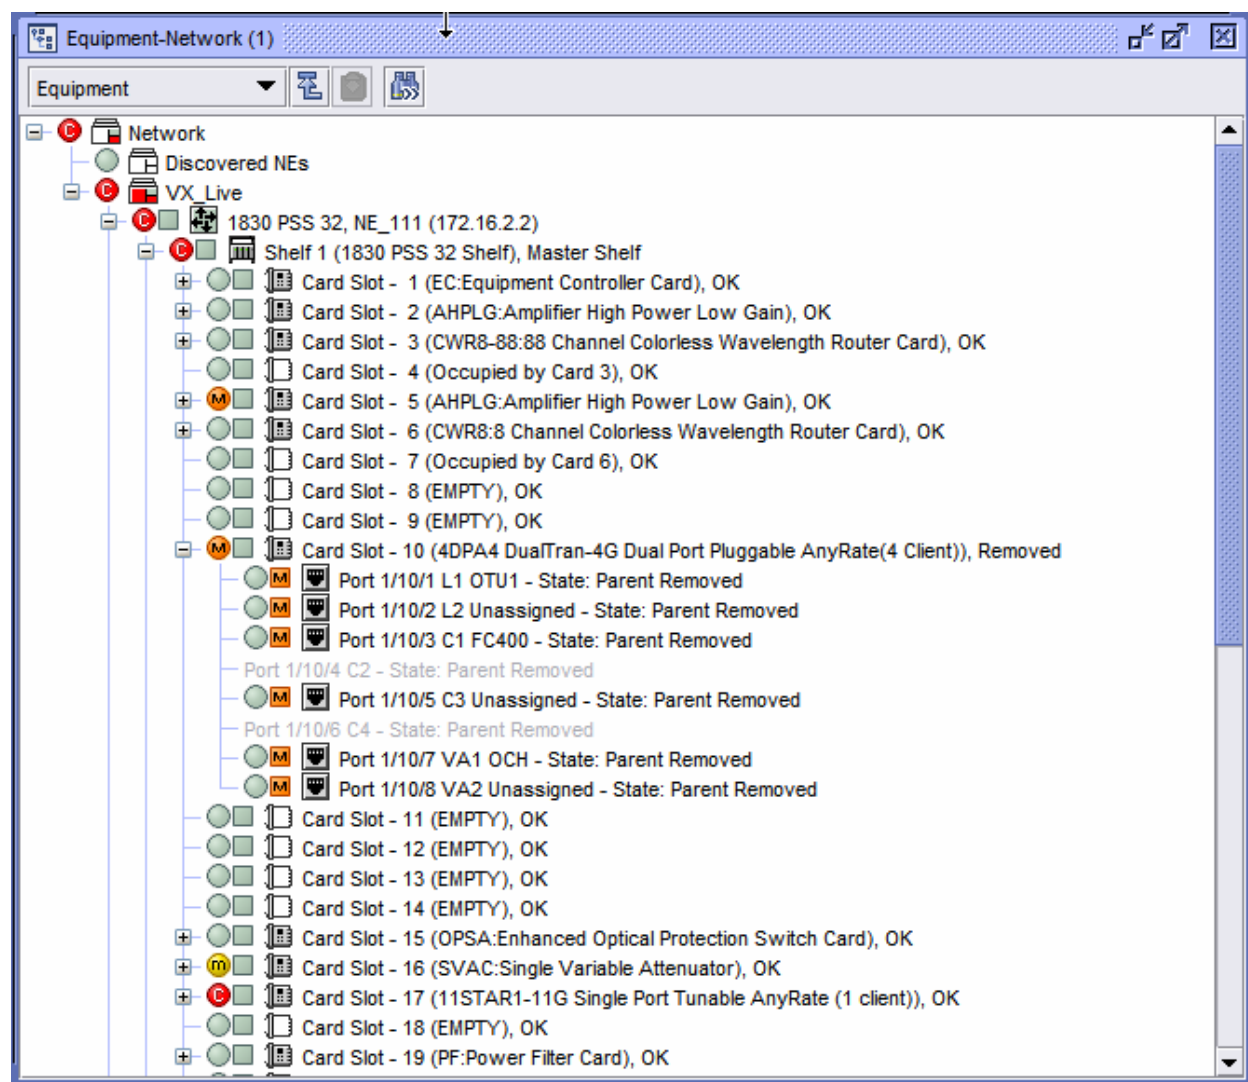 Equipment-Network (1)
Equipment
C Network
Discovered NEs
C VX_Live
C 1830 PSS 32, NE_111 (172.16.2.2)
C Shelf 1 (1830 PSS 32 Shelf), Master Shelf
Card Slot - 1 (EC:Equipment Controller Card), OK
Card Slot - 2 (AHPLG:Amplifier High Power Low Gain), OK
Card Slot - 3 (CWR8-88:88 Channel Colorless Wavelength Router Card), OK
Card Slot - 4 (Occupied by Card 3), OK
M Card Slot - 5 (AHPLG:Amplifier High Power Low Gain), OK
Card Slot - 6 (CWR8:8 Channel Colorless Wavelength Router Card), OK
Card Slot - 7 (Occupied by Card 6), OK
Card Slot - 8 (EMPTY), OK
Card Slot - 9 (EMPTY), OK
M Card Slot - 10 (4DPA4 DualTran-4G Dual Port Pluggable AnyRate(4 Client)), Removed
M Port 1/10/1 L1 OTU1 - State: Parent Removed
M Port 1/10/2 L2 Unassigned - State: Parent Removed
M Port 1/10/3 C1 FC400 - State: Parent Removed
Port 1/10/4 C2 - State: Parent Removed
M Port 1/10/5 C3 Unassigned - State: Parent Removed
Port 1/10/6 C4 - State: Parent Removed
M Port 1/10/7 VA1 OCH - State: Parent Removed
M Port 1/10/8 VA2 Unassigned - State: Parent Removed
Card Slot - 11 (EMPTY), OK
Card Slot - 12 (EMPTY), OK
Card Slot - 13 (EMPTY), OK
Card Slot - 14 (EMPTY), OK
Card Slot - 15 (OPSA:Enhanced Optical Protection Switch Card), OK
m Card Slot - 16 (SVAC:Single Variable Attenuator), OK
C Card Slot - 17 (11STAR1-11G Single Port Tunable AnyRate (1 client)), OK
Card Slot - 18 (EMPTY), OK
Card Slot - 19 (PF:Power Filter Card), OK